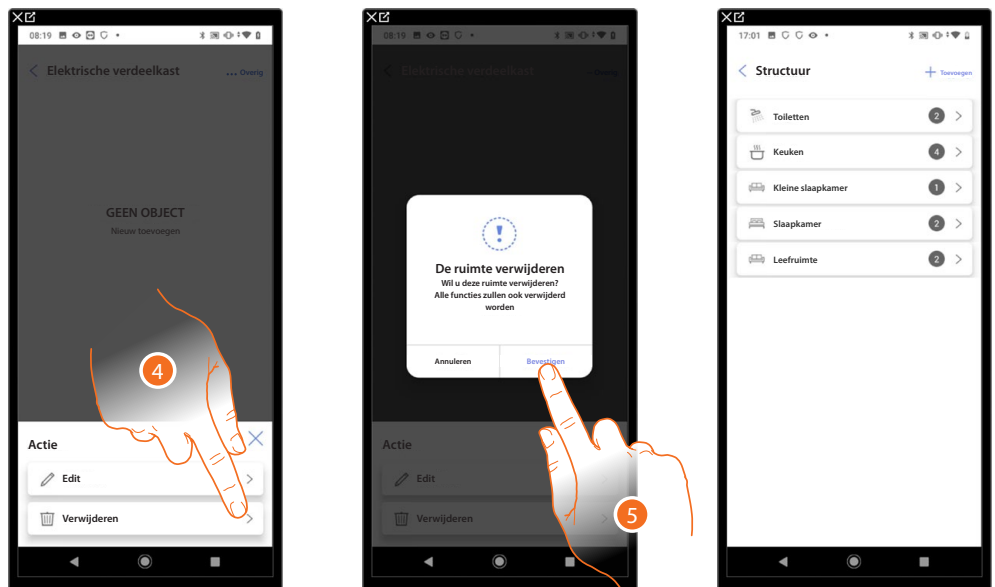 08:19
Elektrische verdeelkast
... Overig
GEEN OBJECT
Nieuw toevoegen
4
Actie
Edit
Verwijderen
08:19
Elektrische verdeelkast
Overig
De ruimte verwijderen
Wil u deze ruimte verwijderen?
Alle functies zullen ook verwijderd
worden
Annuleren
Bevestigen
Actie
Edit
Verwijderen
5
17:01
Structuur
+ Toevoegen
Toiletten
2
Keuken
4
Kleine slaapkamer
1
Slaapkamer
2
Leefruimte
2